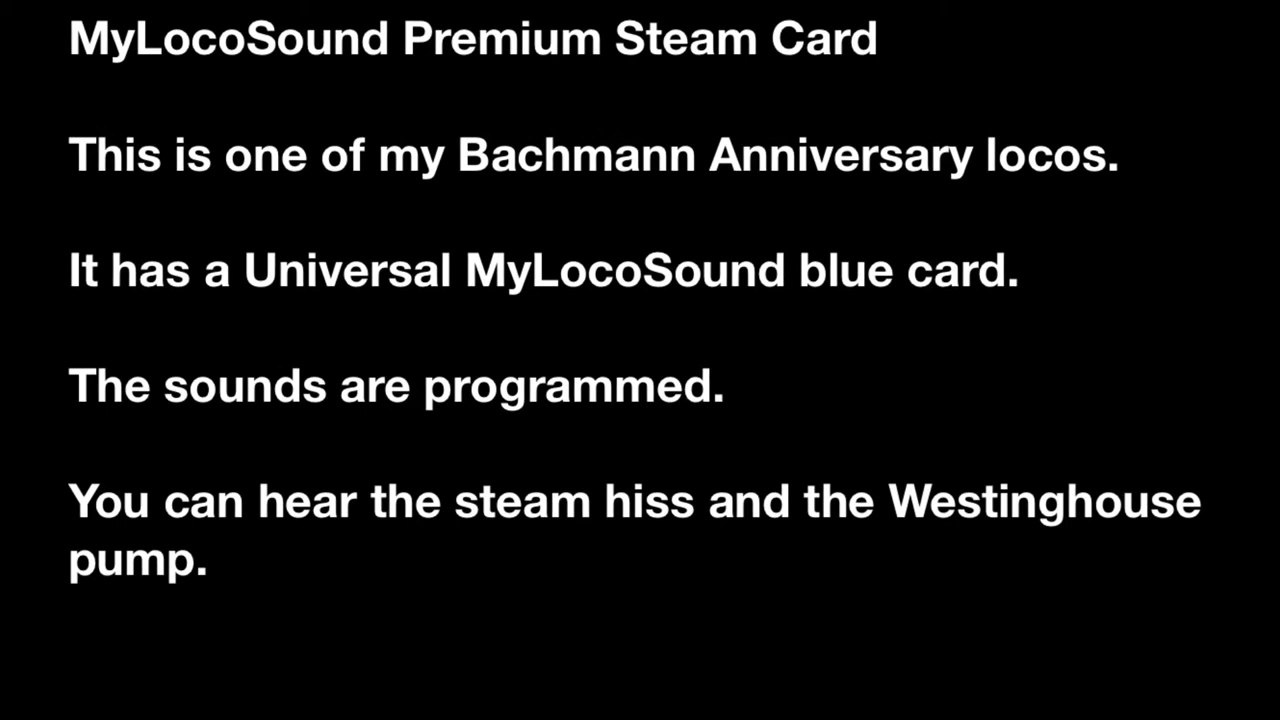 MyLocoSound Premium Steam Card
This is one of my Bachmann Anniversary locos.
It has a Universal MyLocoSound blue card.
The sounds are programmed.
You can hear the steam hiss and the Westinghouse
pump.